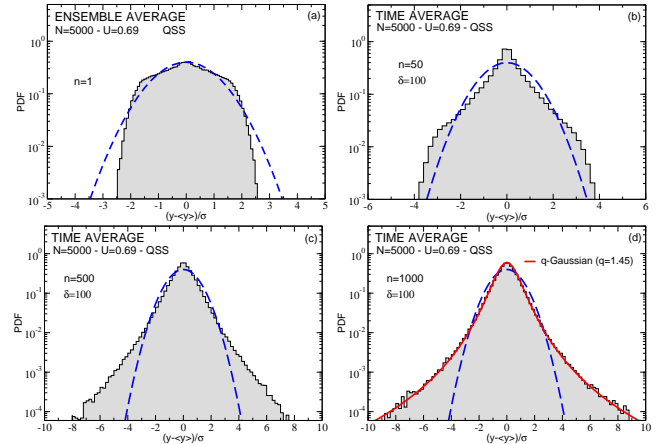 ENSEMBLE AVERAGE
(a)
N=5000 - U=0.69 QSS
n=1
PDF
10^0
10^-1
10^-2
10^-3
-5 -4 -3 -2 -1 0 1 2 3 4 5
(y-<y>)/σ
TIME AVERAGE
(b)
N=5000 - U=0.69 - QSS
n=50
δ=100
PDF
10^0
10^-1
10^-2
10^-3
-6 -4 -2 0 2 4 6
(y-<y>)/σ
TIME AVERAGE
(c)
N=5000 - U=0.69 - QSS
n=500
δ=100
PDF
10^0
10^-1
10^-2
10^-3
10^-4
-10 -8 -6 -4 -2 0 2 4 6 8 10
(y-<y>)/σ
TIME AVERAGE
(d)
N=5000 - U=0.69 - QSS
q-Gaussian (q=1.45)
n=1000
δ=100
PDF
10^0
10^-1
10^-2
10^-3
10^-4
-10 -8 -6 -4 -2 0 2 4 6 8 10
(y-<y>)/σ